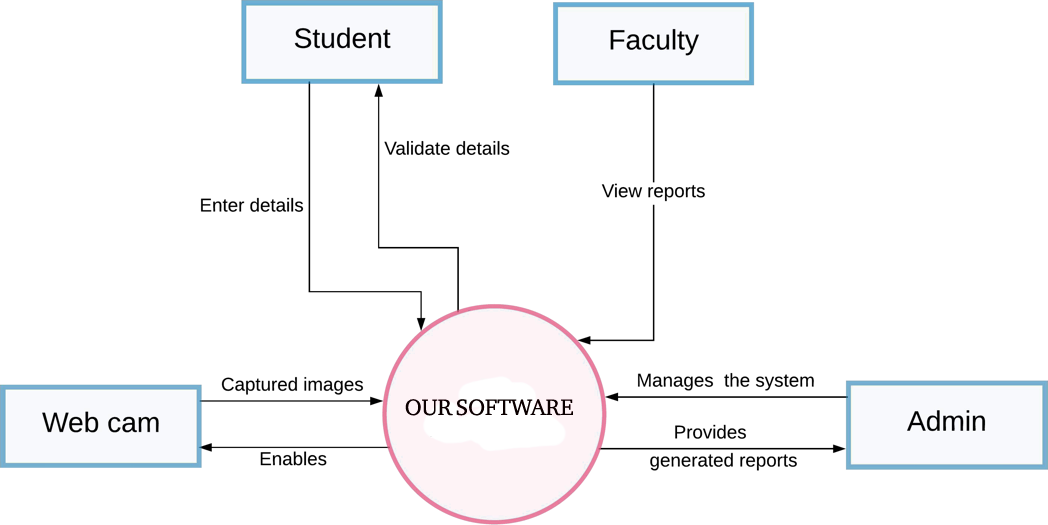 Student
Faculty
Validate details
View reports
Enter details
Captured images
Manages the system
OUR SOFTWARE
Web cam
Admin
Provides
generated reports
Enables